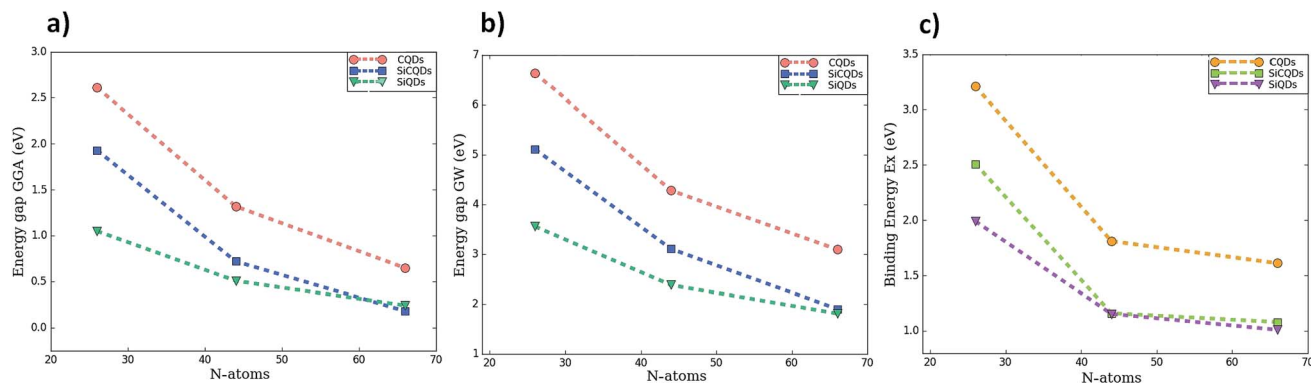 a)
Energy gap GGA (eV)
3.0
2.5
2.0
1.5
1.0
0.5
0.0
20 30 40 50 60 70
N-atoms
CQDs
SiCQDs
SiQDs
b)
Energy gap GW (eV)
7
6
5
4
3
2
1
20 30 40 50 60 70
N-atoms
CQDs
SiCQDs
SiQDs
c)
Binding Energy Ex (eV)
3.5
3.0
2.5
2.0
1.5
1.0
20 30 40 50 60 70
N-atoms
CQDs
SiCQDs
SiQDs